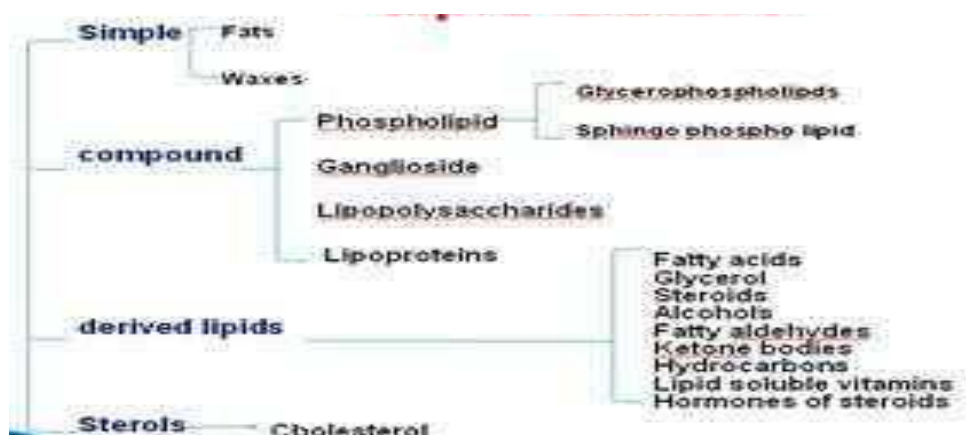 Simple
Fats
Waxes
compound
Phospholipid
Glycerophospholipds
Sphingo phospho lipid
Ganglioside
Lipopolysaccharides
Lipoproteins
derived lipids
Fatty acids
Glycerol
Steroids
Alcohols
Fatty aldehydes
Ketone bodies
Hydrocarbons
Lipid soluble vitamins
Hormones of steroids
Sterols
Cholesterol